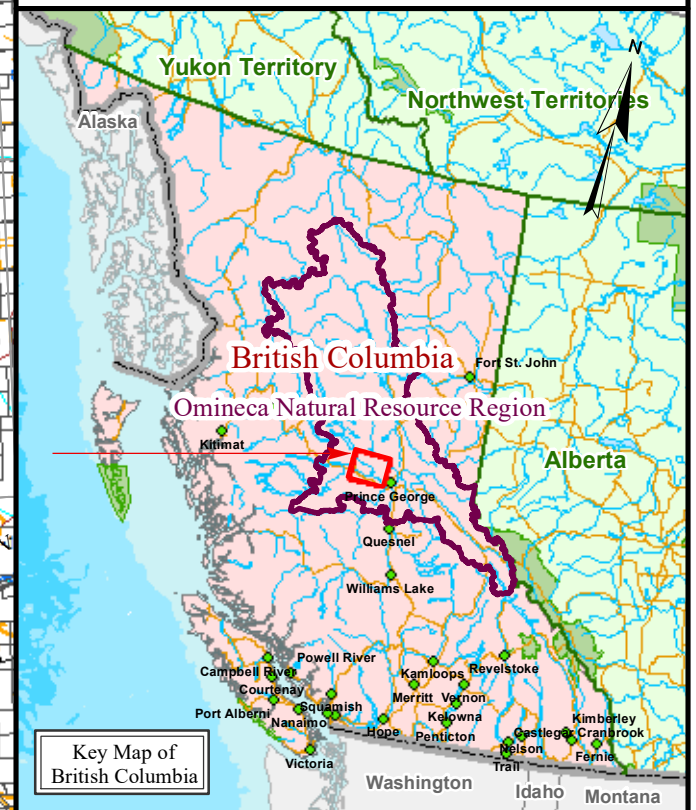 N
Yukon Territory
Northwest Territories
Alaska
British Columbia
Fort St. John
Omineca Natural Resource Region
Kitimat
Alberta
Prince George
Quesnel
Williams Lake
Powell River
Campbell River
Kamloops
Revelstoke
Courtenay
Merritt
Vernon
Squamish
Port Alberni
Nanaimo
Kelowna
Kimberley
Hope
Penticton
Castlegar
Cranbrook
Nelson
Fernie
Victoria
Trail
Key Map of
British Columbia
Washington
Idaho
Montana